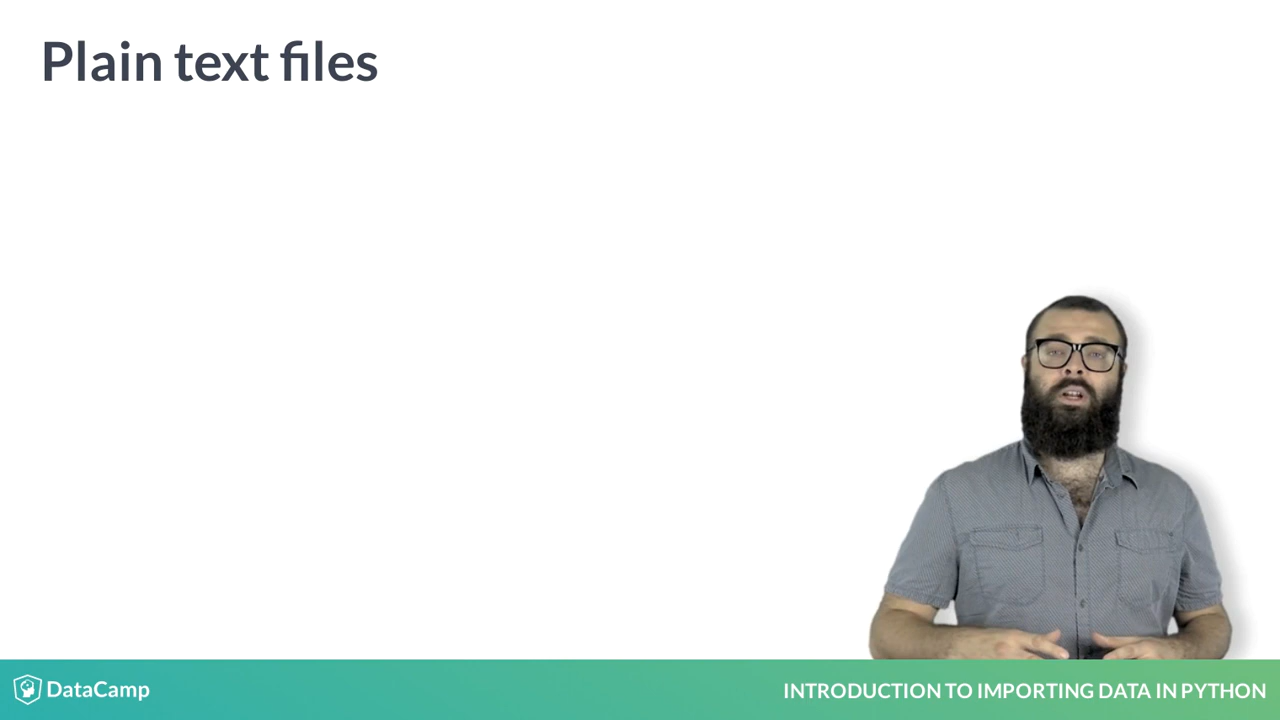 Plain text files
DataCamp
INTRODUCTION TO IMPORTING DATA IN PYTHON